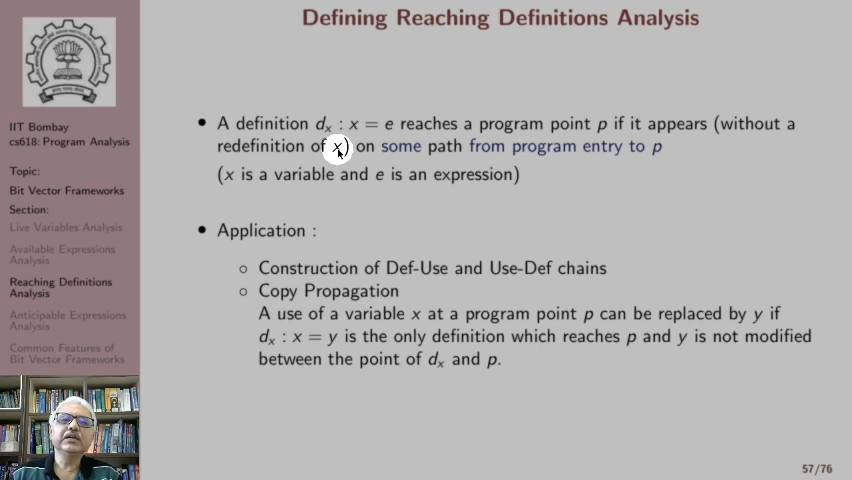 Defining Reaching Definitions Analysis
IIT Bombay
cs618: Program Analysis
Topic:
Bit Vector Frameworks
Section:
Live Variables Analysis
Available Expressions
Analysis
Reaching Definitions
Analysis
Anticipable Expressions
Analysis
Common Features of
Bit Vector Frameworks
• A definition dₓ : x = e reaches a program point p if it appears (without a
redefinition of x) on some path from program entry to p
(x is a variable and e is an expression)
• Application :
○ Construction of Def-Use and Use-Def chains
○ Copy Propagation
A use of a variable x at a program point p can be replaced by y if
dₓ : x = y is the only definition which reaches p and y is not modified
between the point of dₓ and p.
57/76